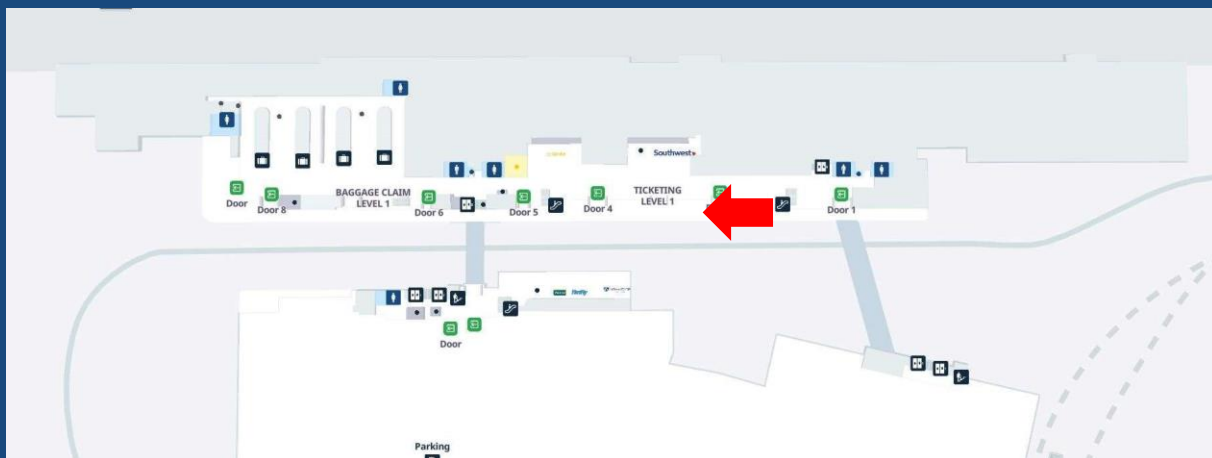 Southwest
BAGGAGE CLAIM
LEVEL 1
TICKETING
LEVEL 1
Door
Door 8
Door 6
Door 5
Door 4
Door 1
Door
Parking